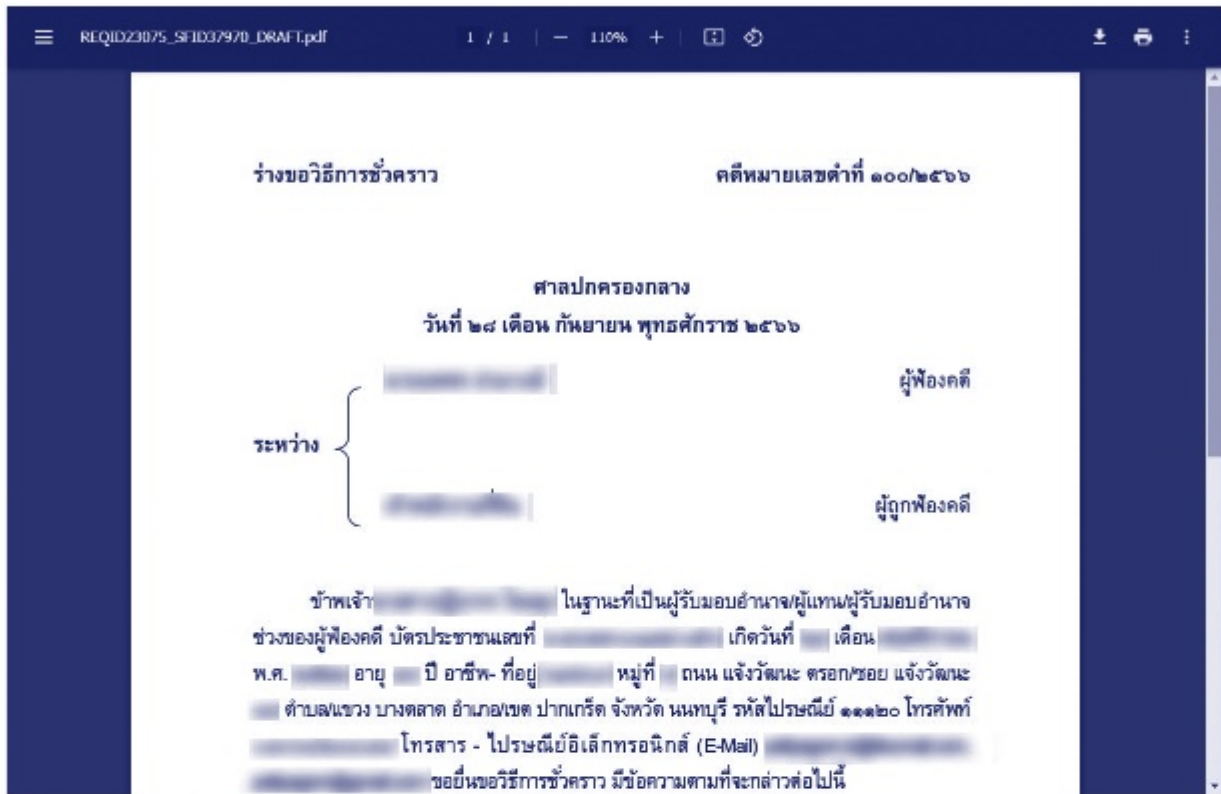 REQID23075_SFID37970_DRAFT.pdf 1 / 1 110%
ร่างขอวิธีการชั่วคราว คดีหมายเลขดำที่ ๑๐๐/๒๕๖๖
ศาลปกครองกลาง
วันที่ ๒๘ เดือน กันยายน พุทธศักราช ๒๕๖๖
ผู้ฟ้องคดี
ระหว่าง
ผู้ถูกฟ้องคดี
ข้าพเจ้า ในฐานะที่เป็นผู้รับมอบอำนาจ/ผู้แทน/ผู้รับมอบอำนาจ
ช่วงของผู้ฟ้องคดี บัตรประชาชนเลขที่ เกิดวันที่ เดือน
พ.ศ. อายุ ปี อาชีพ- ที่อยู่ หมู่ที่ ถนน แจ้งวัฒนะ ตรอก/ซอย แจ้งวัฒนะ
ตำบล/แขวง บางตลาด อำเภอ/เขต ปากเกร็ด จังหวัด นนทบุรี รหัสไปรษณีย์ ๑๑๑๒๐ โทรศัพท์
โทรสาร - ไปรษณีย์อิเล็กทรอนิกส์ (E-Mail)
ขอยื่นขอวิธีการชั่วคราว มีข้อความตามที่จะกล่าวต่อไปนี้